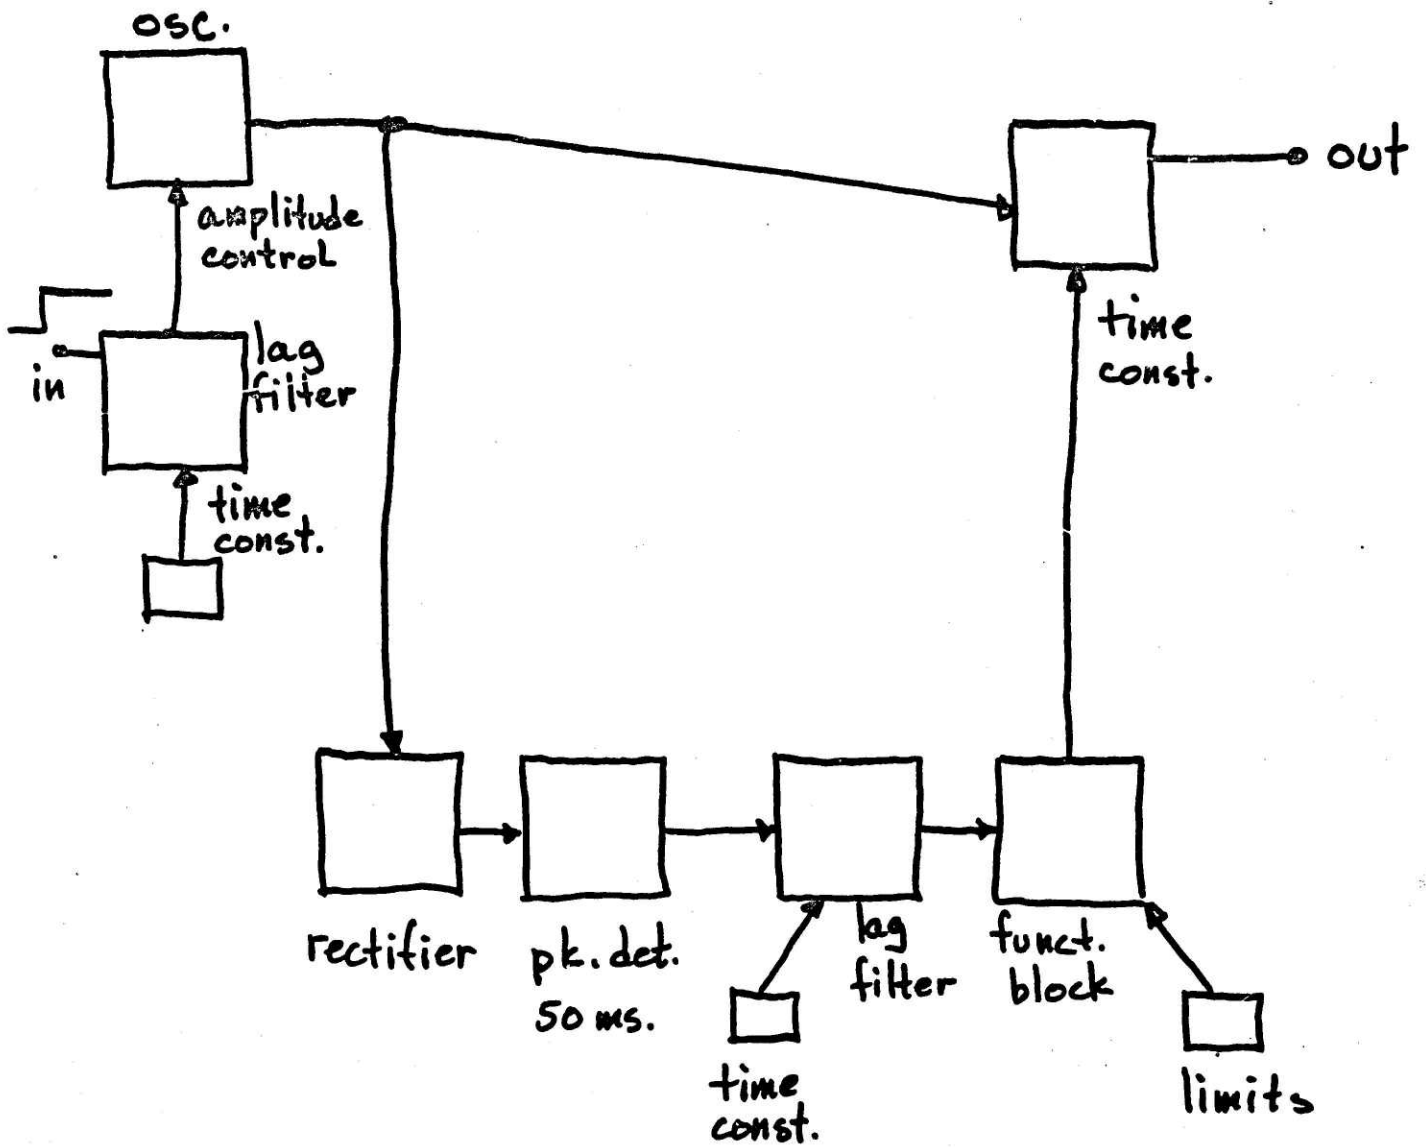 osc.
out
amplitude
control
time
const.
in
lag
filter
time
const.
rectifier
pk. det.
50 ms.
lag
filter
funct.
block
time
const.
limits